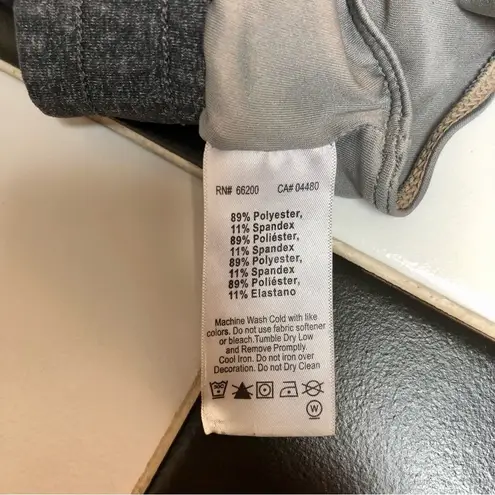 RN# 66200 CA# 04480
89% Polyester,
11% Spandex
89% Poliéster,
11% Spandex
89% Polyester,
11% Spandex
89% Poliéster,
11% Elastano
Machine Wash Cold with like
colors. Do not use fabric softener
or bleach.Tumble Dry Low
and Remove Promptly.
Cool Iron. Do not iron over
Decoration. Do not Dry Clean
W